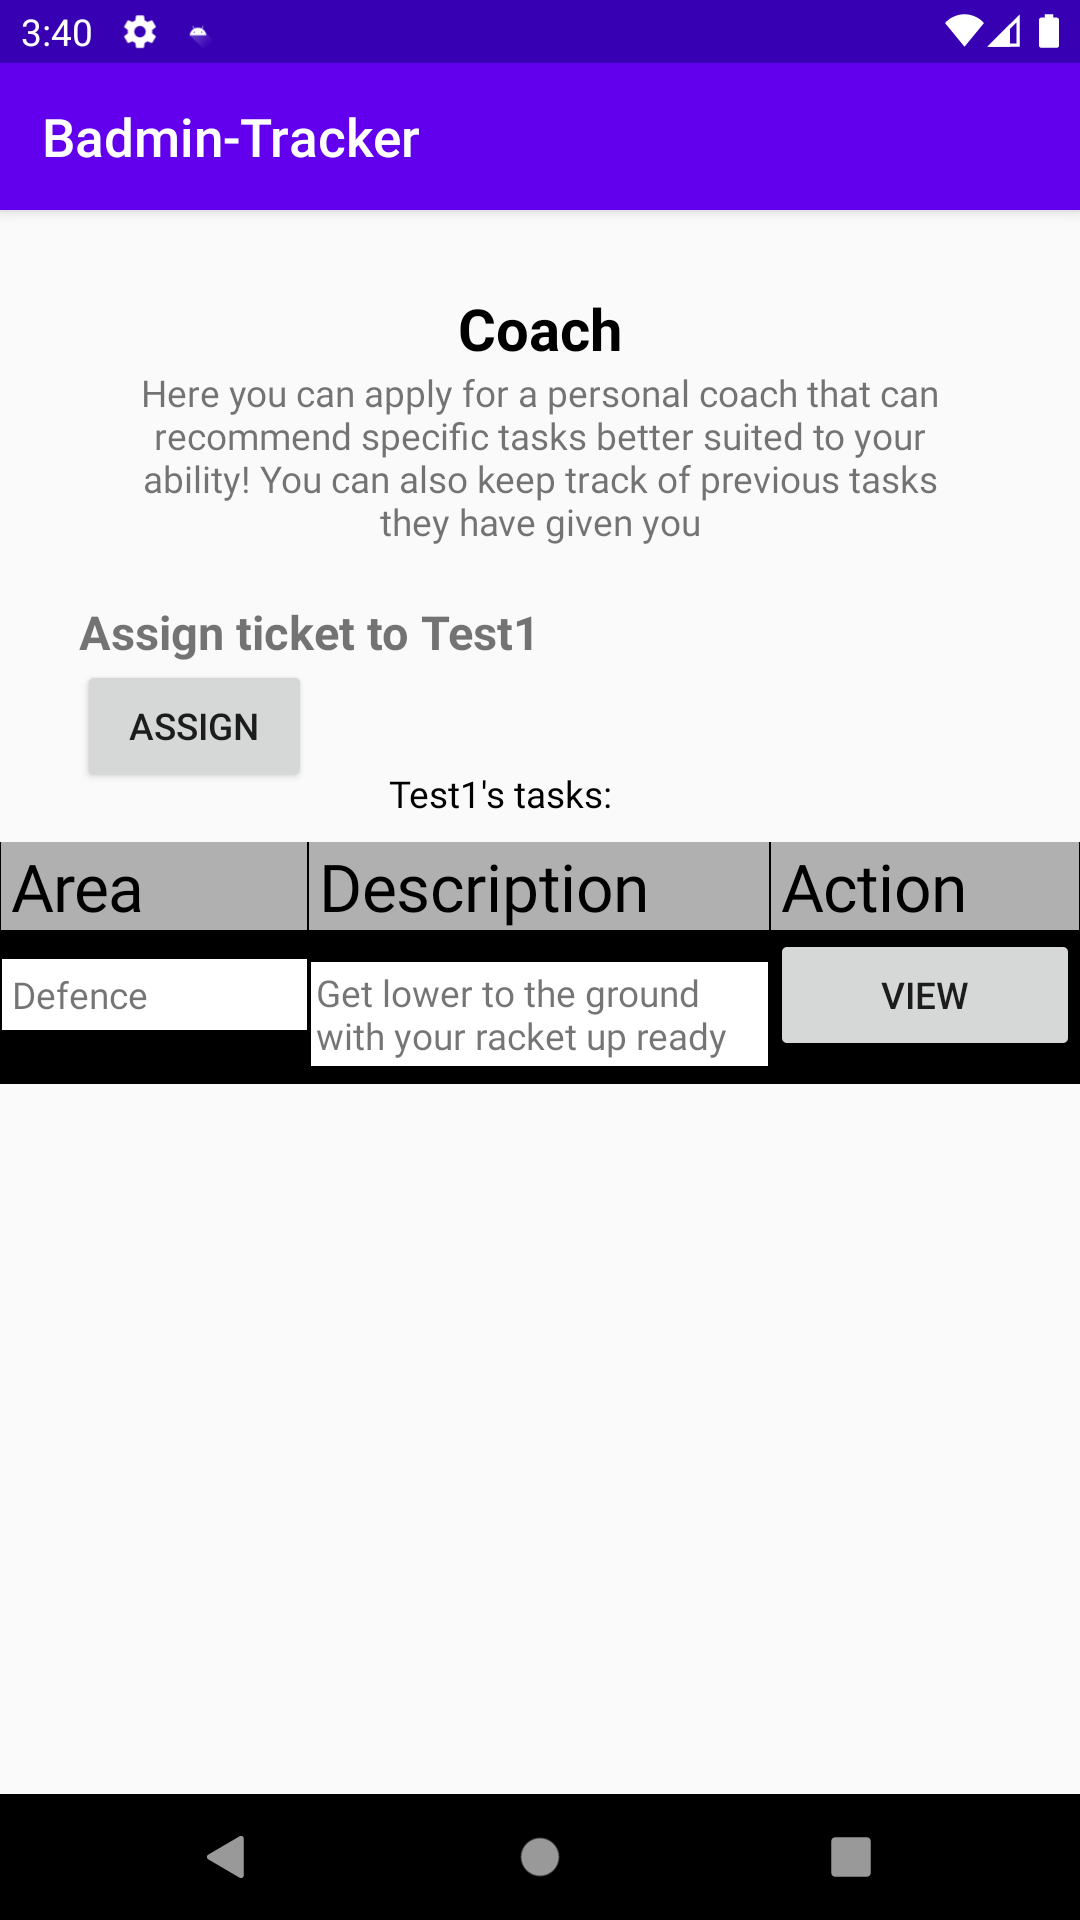 3:40
Badmin-Tracker
Coach
Here you can apply for a personal coach that can
recommend specific tasks better suited to your
ability! You can also keep track of previous tasks
they have given you
Assign ticket to Test1
ASSIGN
Test1's tasks:
Area Description Action
Defence
Get lower to the ground
with your racket up ready
VIEW